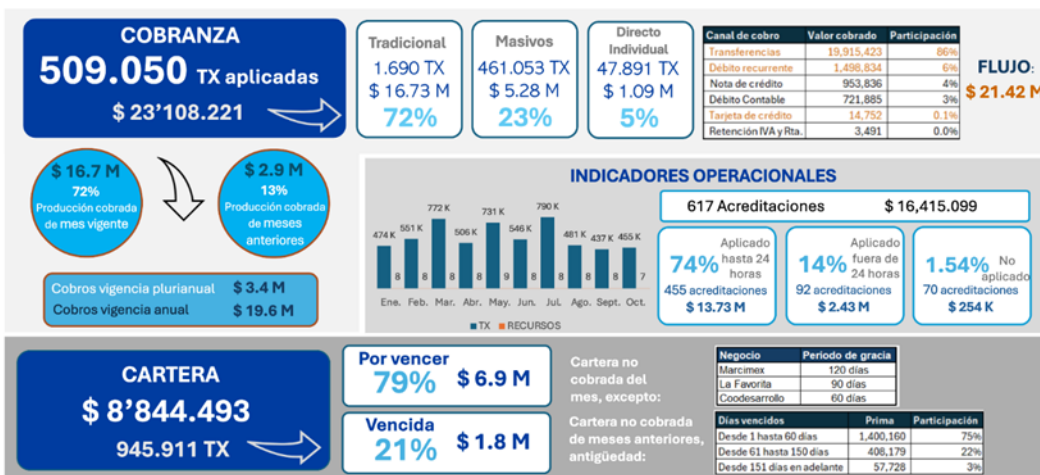 COBRANZA
509.050 TX aplicadas
$ 23’108.221
Tradicional
1.690 TX
$ 16.73 M
72%
Masivos
461.053 TX
$ 5.28 M
23%
Directo
Individual
47.891 TX
$ 1.09 M
5%
Canal de cobro Valor cobrado Participación
Transferencias 19,915,423 86%
Débito recurrente 1,498,834 6%
Nota de crédito 953,836 4%
Débito Contable 721,885 3%
Tarjeta de crédito 14,752 0.1%
Retención IVA y Rta. 3,491 0.0%
FLUJO:
$ 21.42 M
$ 16.7 M
72%
Producción cobrada
de mes vigente
$ 2.9 M
13%
Producción cobrada
de meses
anteriores
Cobros vigencia plurianual $ 3.4 M
Cobros vigencia anual $ 19.6 M
INDICADORES OPERACIONALES
474 K 551 K 772 K 506 K 731 K 546 K 790 K 481 K 437 K 455 K
8 8 8 8 9 8 8 8 8 7
Ene. Feb. Mar. Abr. May. Jun. Jul. Ago. Sept. Oct.
TX RECURSOS
617 Acreditaciones $ 16,415.099
74% Aplicado
hasta 24
horas
455 acreditaciones
$ 13.73 M
14% Aplicado
fuera de
24 horas
92 acreditaciones
$ 2.43 M
1.54% No
aplicado
70 acreditaciones
$ 254 K
CARTERA
$ 8’844.493
945.911 TX
Por vencer
79% $ 6.9 M
Vencida
21% $ 1.8 M
Cartera no
cobrada del
mes, excepto:
Negocio Periodo de gracia
Marcimex 120 días
La Favorita 90 días
Coodesarrollo 60 días
Cartera no cobrada
de meses anteriores,
antigüedad:
Días vencidos Prima Participación
Desde 1 hasta 60 días 1,400,160 75%
Desde 61 hasta 150 días 408,179 22%
Desde 151 días en adelante 57,728 3%